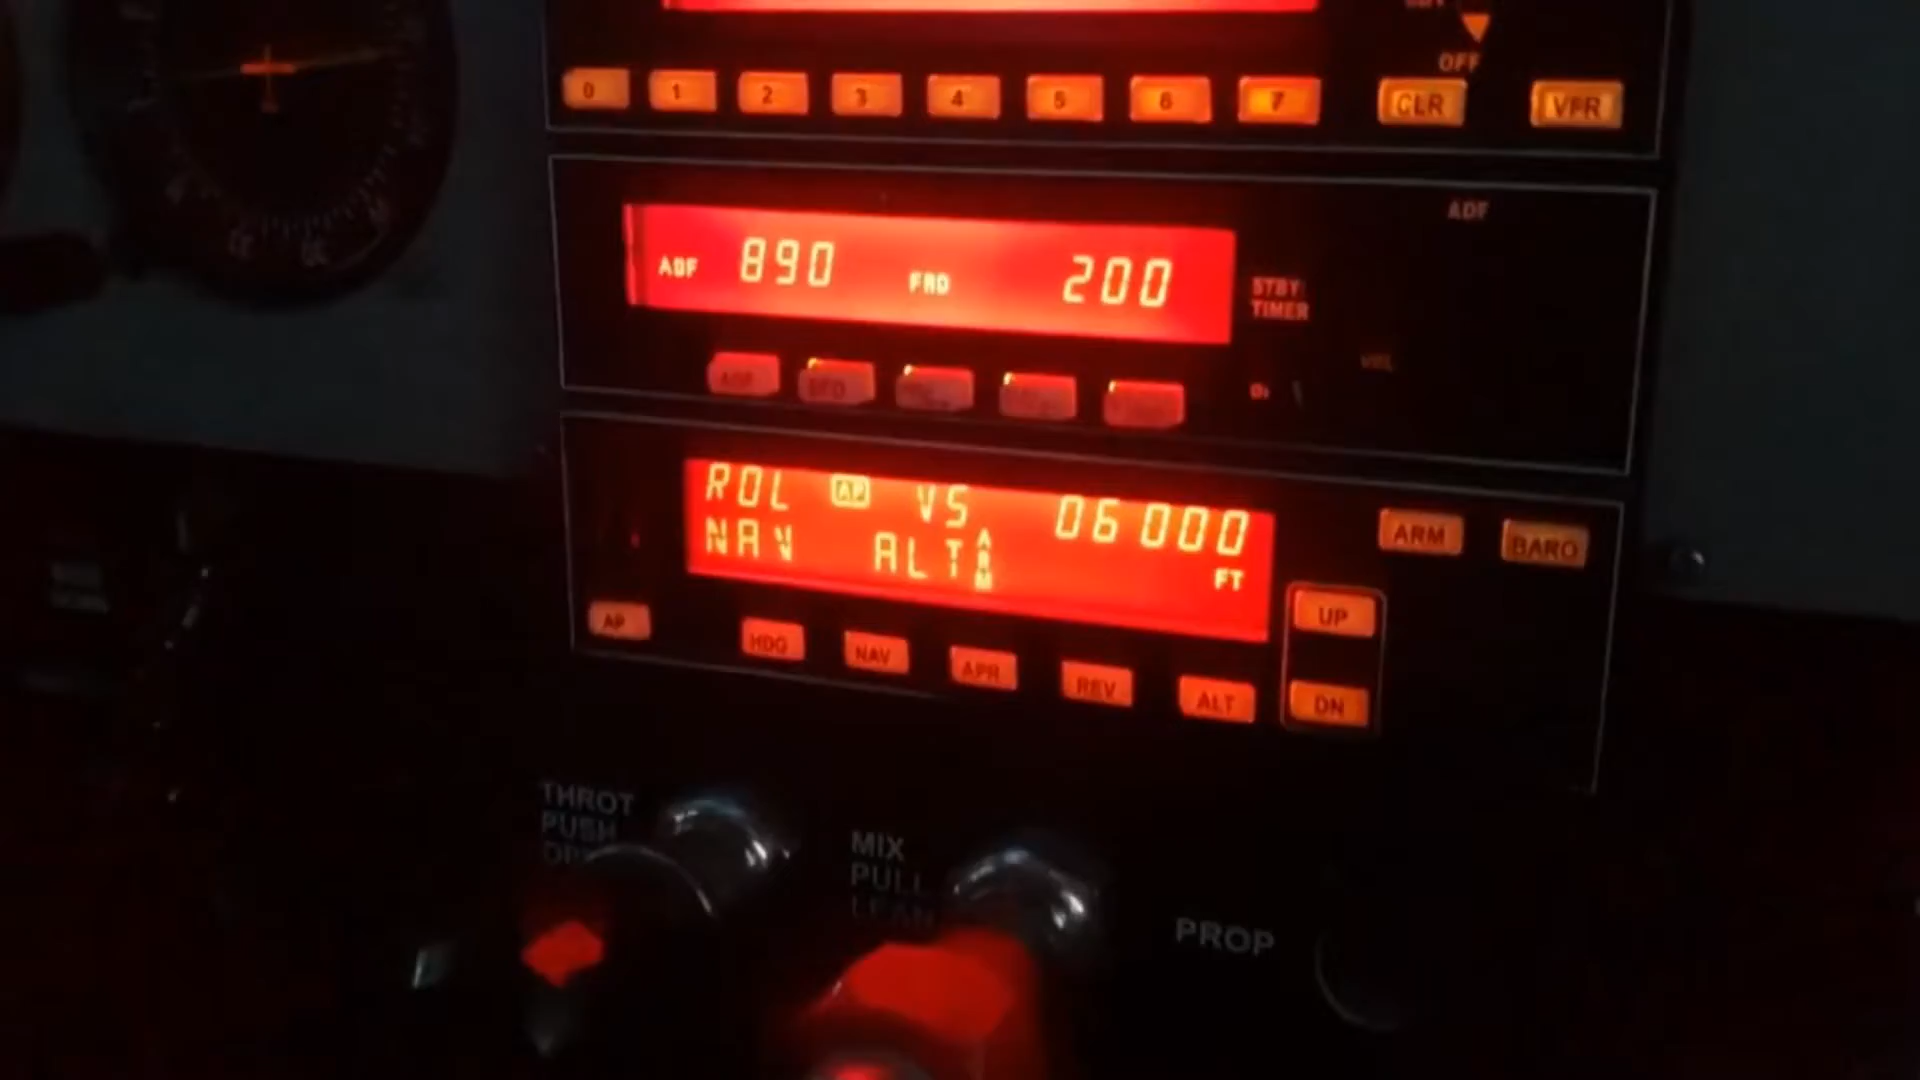 OFF
0 1 2 3 4 5 6 7 CLR VFR
ADF
ADF 890 FRQ 200
STBY
TIMER
VOL
ADF BFO
ROL AP VS 06000
NAV ALT ARM
FT
ARM BARO
UP
DN
AP HDG NAV APR REV ALT
THROT
PUSH
MIX
PULL
LEAN
PROP